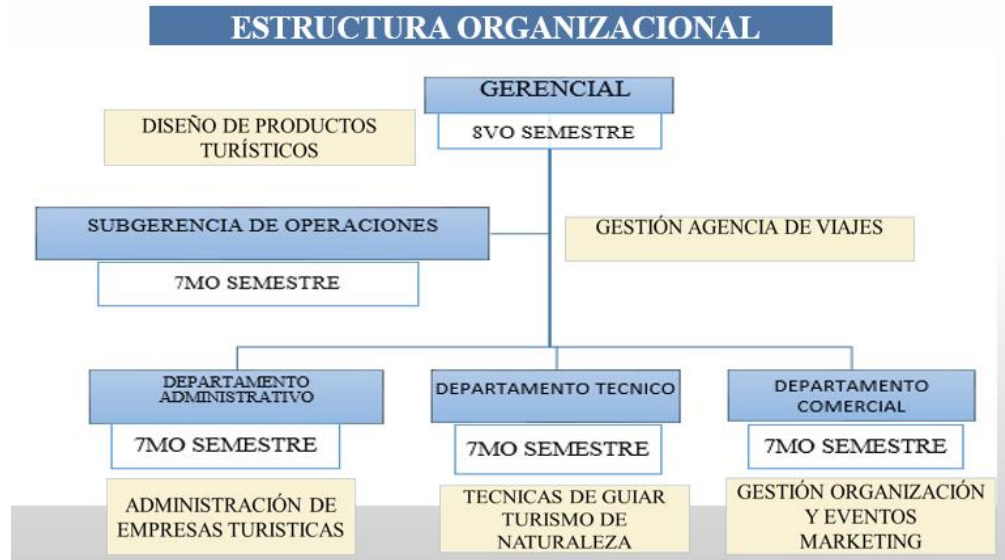 ESTRUCTURA ORGANIZACIONAL
GERENCIAL
8VO SEMESTRE
DISEÑO DE PRODUCTOS
TURÍSTICOS
SUBGERENCIA DE OPERACIONES
7MO SEMESTRE
GESTIÓN AGENCIA DE VIAJES
DEPARTAMENTO
ADMINISTRATIVO
7MO SEMESTRE
ADMINISTRACIÓN DE
EMPRESAS TURISTICAS
DEPARTAMENTO TECNICO
7MO SEMESTRE
TECNICAS DE GUIAR
TURISMO DE
NATURALEZA
DEPARTAMENTO
COMERCIAL
7MO SEMESTRE
GESTIÓN ORGANIZACIÓN
Y EVENTOS
MARKETING